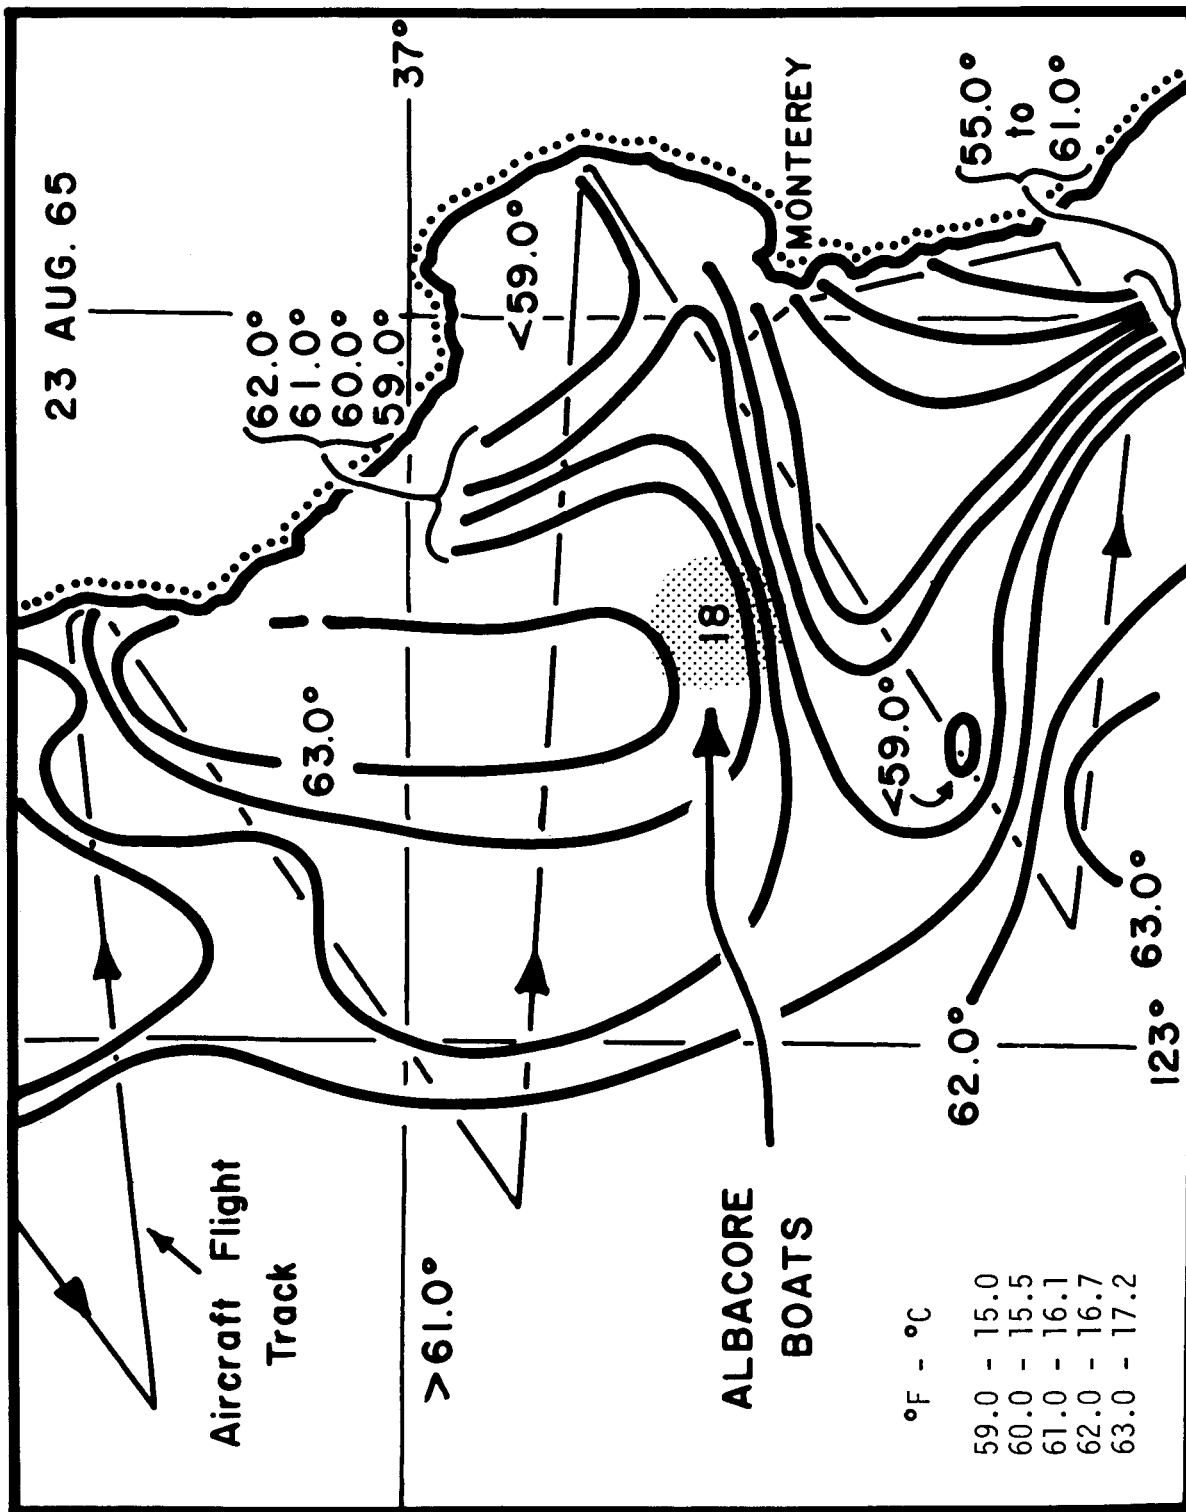 23 AUG. 65
37°
62.0°
61.0°
60.0°
59.0°
<59.0°
MONTEREY
55.0°
to
61.0°
63.0°
18
<59.0°
Aircraft Flight
Track
>61.0°
ALBACORE
BOATS
62.0°
63.0°
123°
°F - °C
59.0 - 15.0
60.0 - 15.5
61.0 - 16.1
62.0 - 16.7
63.0 - 17.2